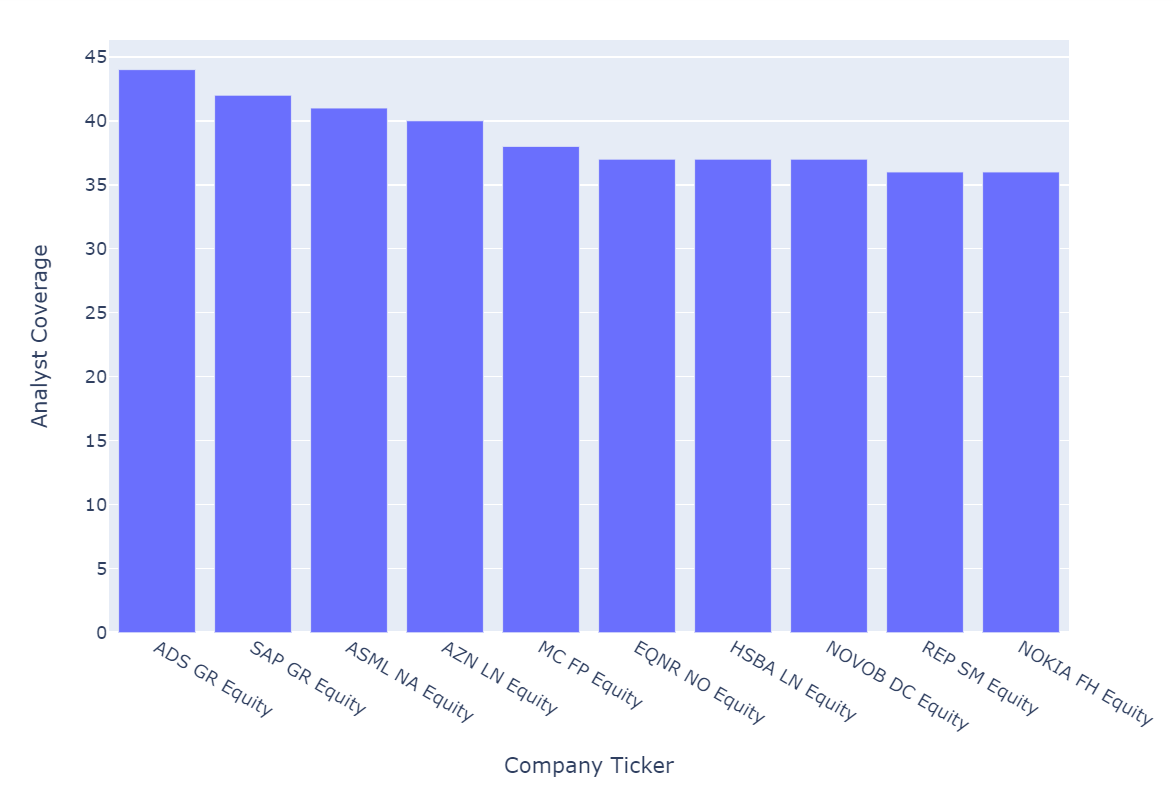 45
40
35
30
25
20
15
10
5
0
Analyst Coverage
ADS GR Equity
SAP GR Equity
ASML NA Equity
AZN LN Equity
MC FP Equity
EQNR NO Equity
HSBA LN Equity
NOVOB DC Equity
REP SM Equity
NOKIA FH Equity
Company Ticker